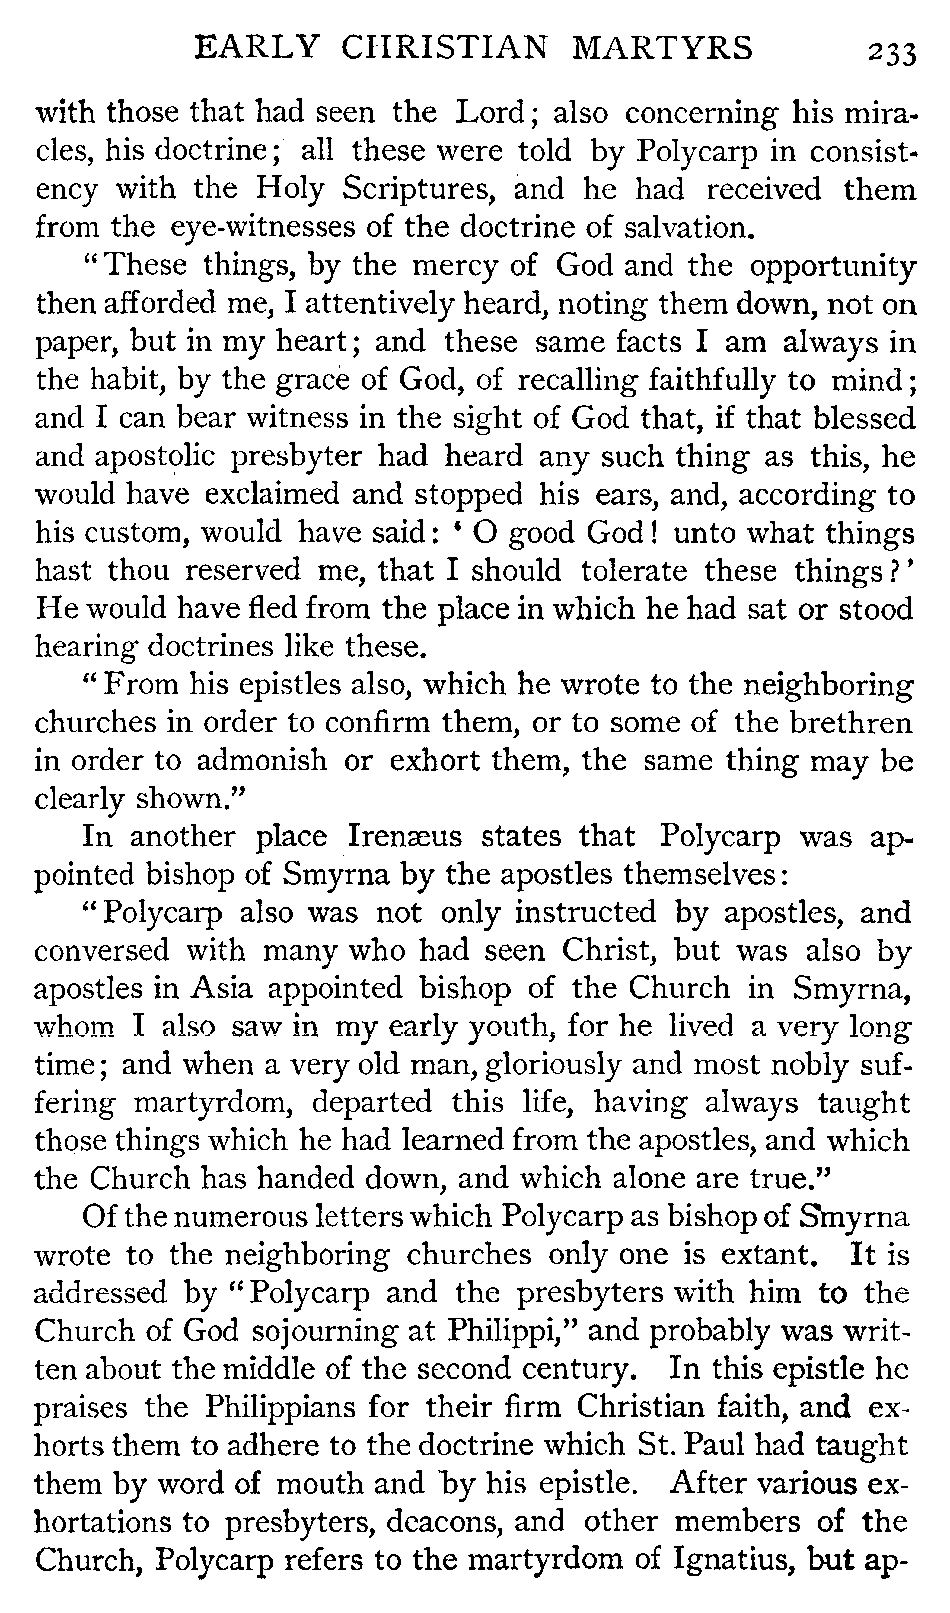 EARLY CHRISTIAN MARTYRS 233
with those that had seen the Lord; also concerning his mira-
cles, his doctrine; all these were told by Polycarp in consist-
ency with the Holy Scriptures, and he had received them
from the eye-witnesses of the doctrine of salvation.
“These things, by the mercy of God and the opportunity
then afforded me, I attentively heard, noting them down, not on
paper, but in my heart; and these same facts I am always in
the habit, by the grace of God, of recalling faithfully to mind;
and I can bear witness in the sight of God that, if that blessed
and apostolic presbyter had heard any such thing as this, he
would have exclaimed and stopped his ears, and, according to
his custom, would have said: ‘O good God! unto what things
hast thou reserved me, that I should tolerate these things?’
He would have fled from the place in which he had sat or stood
hearing doctrines like these.
“From his epistles also, which he wrote to the neighboring
churches in order to confirm them, or to some of the brethren
in order to admonish or exhort them, the same thing may be
clearly shown.”
In another place Irenæus states that Polycarp was ap-
pointed bishop of Smyrna by the apostles themselves:
“Polycarp also was not only instructed by apostles, and
conversed with many who had seen Christ, but was also by
apostles in Asia appointed bishop of the Church in Smyrna,
whom I also saw in my early youth, for he lived a very long
time; and when a very old man, gloriously and most nobly suf-
fering martyrdom, departed this life, having always taught
those things which he had learned from the apostles, and which
the Church has handed down, and which alone are true.”
Of the numerous letters which Polycarp as bishop of Smyrna
wrote to the neighboring churches only one is extant. It is
addressed by “Polycarp and the presbyters with him to the
Church of God sojourning at Philippi,” and probably was writ-
ten about the middle of the second century. In this epistle he
praises the Philippians for their firm Christian faith, and ex-
horts them to adhere to the doctrine which St. Paul had taught
them by word of mouth and by his epistle. After various ex-
hortations to presbyters, deacons, and other members of the
Church, Polycarp refers to the martyrdom of Ignatius, but ap-